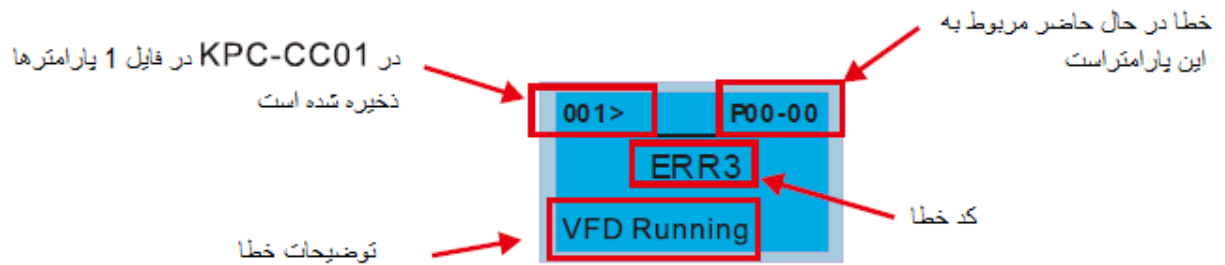 خطا در حال حاضر مربوط به
این پارامتراست
در KPC-CC01 در فایل 1 پارامترها
ذخیره شده است
001> P00-00
ERR3
VFD Running
کد خطا
توضیحات خطا